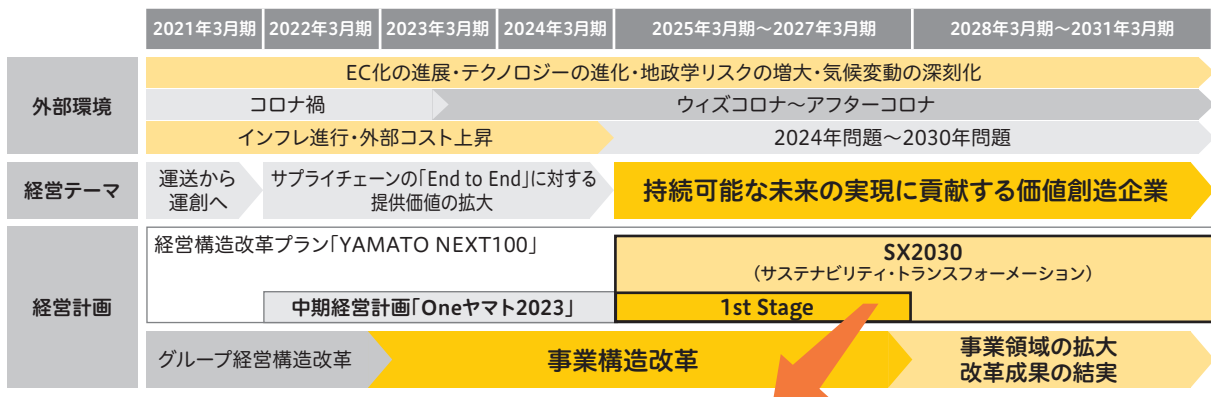 2021年3月期 2022年3月期 2023年3月期 2024年3月期 2025年3月期～2027年3月期 2028年3月期～2031年3月期
外部環境
EC化の進展・テクノロジーの進化・地政学リスクの増大・気候変動の深刻化
コロナ禍 ウィズコロナ～アフターコロナ
インフレ進行・外部コスト上昇 2024年問題～2030年問題
経営テーマ
運送から
運創へ
サプライチェーンの「End to End」に対する
提供価値の拡大
持続可能な未来の実現に貢献する価値創造企業
経営計画
経営構造改革プラン「YAMATO NEXT100」
SX2030
（サステナビリティ・トランスフォーメーション）
中期経営計画「Oneヤマト2023」 1st Stage
グループ経営構造改革 事業構造改革
事業領域の拡大
改革成果の結実